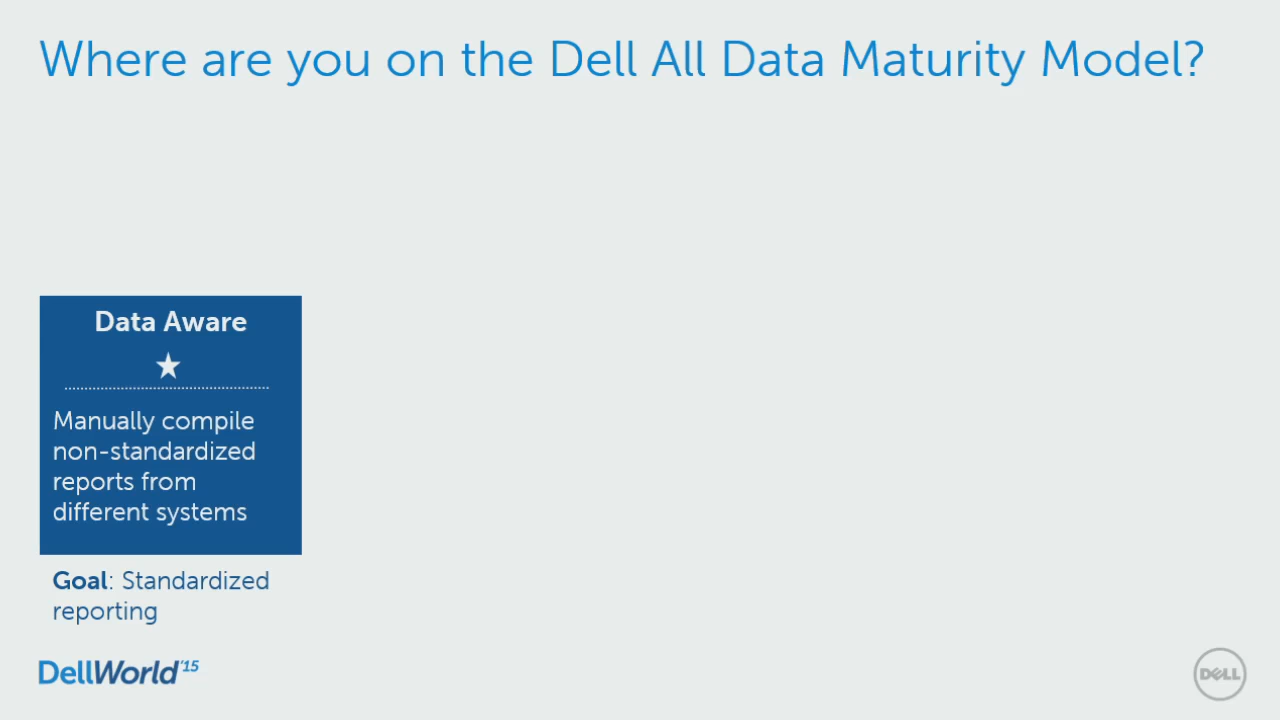 Where are you on the Dell All Data Maturity Model?
Data Aware
Manually compile
non-standardized
reports from
different systems
Goal: Standardized
reporting
DellWorld'15
DELL